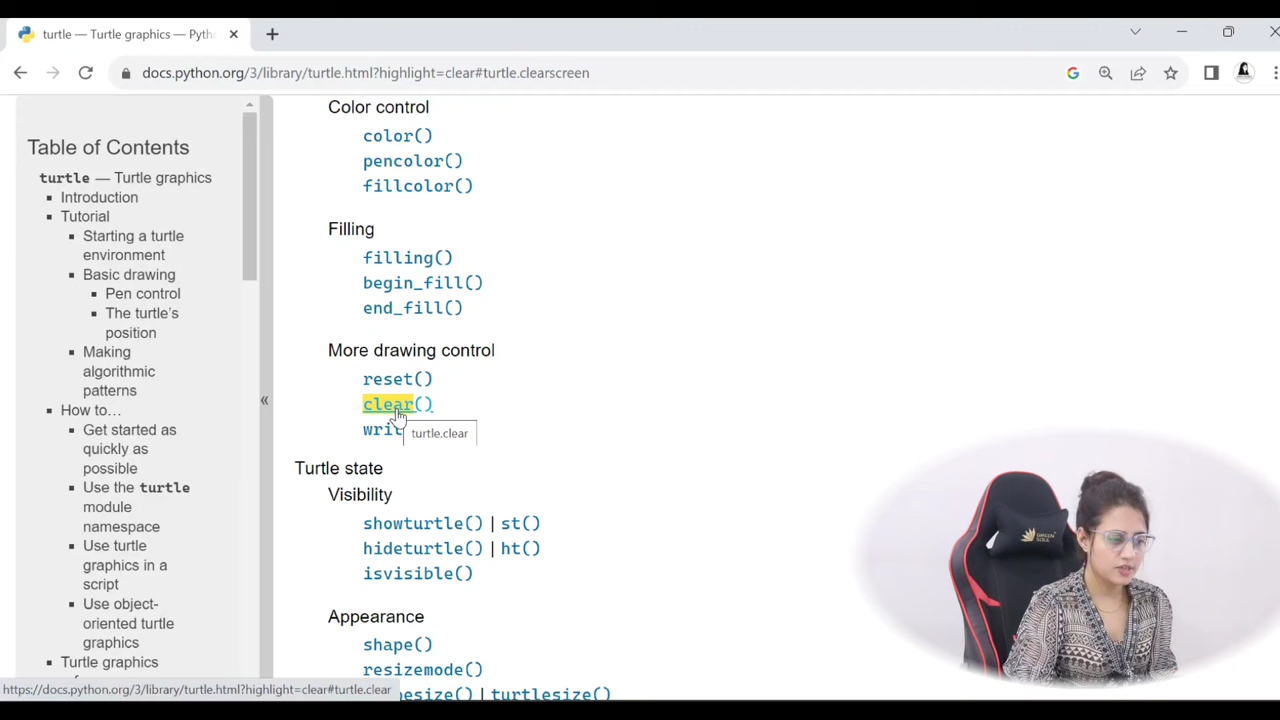 turtle — Turtle graphics — Pyth
docs.python.org/3/library/turtle.html?highlight=clear#turtle.clearscreen
Table of Contents
turtle — Turtle graphics
Introduction
Tutorial
Starting a turtle
environment
Basic drawing
Pen control
The turtle's
position
Making
algorithmic
patterns
How to…
Get started as
quickly as
possible
Use the turtle
module
namespace
Use turtle
graphics in a
script
Use object-
oriented turtle
graphics
Turtle graphics
«
Color control
color()
pencolor()
fillcolor()
Filling
filling()
begin_fill()
end_fill()
More drawing control
reset()
clear()
turtle.clear
Turtle state
Visibility
showturtle() | st()
hideturtle() | ht()
isvisible()
Appearance
shape()
resizemode()
| turtlesize()
https://docs.python.org/3/library/turtle.html?highlight=clear#turtle.clear
GREEN
SOUL